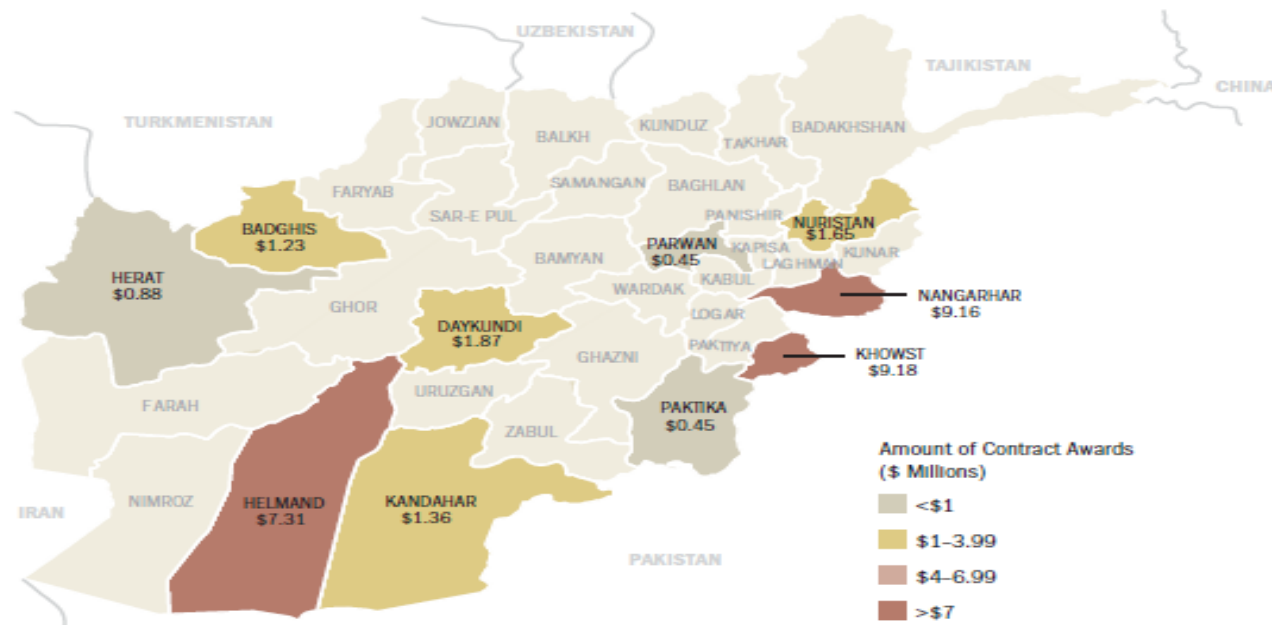 UZBEKISTAN
TAJIKISTAN
CHINA
TURKMENISTAN
JOWZJAN
BALKH
KUNDUZ
TAKHAR
BADAKHSHAN
FARYAB
SAMANGAN
BAGHLAN
SAR-E PUL
PANJSHIR
BADGHIS
$1.23
NURISTAN
$1.65
PARWAN
$0.45
KAPISA
KUNAR
LAGHMAN
BAMYAN
HERAT
$0.88
KABUL
WARDAK
GHOR
NANGARHAR
$9.16
LOGAR
DAYKUNDI
$1.87
PAKTIYA
GHAZNI
KHOWST
$9.18
URUZGAN
FARAH
PAKTIKA
$0.45
ZABUL
NIMROZ
HELMAND
$7.31
KANDAHAR
$1.36
IRAN
PAKISTAN
Amount of Contract Awards
($ Millions)
<$1
$1–3.99
$4–6.99
>$7